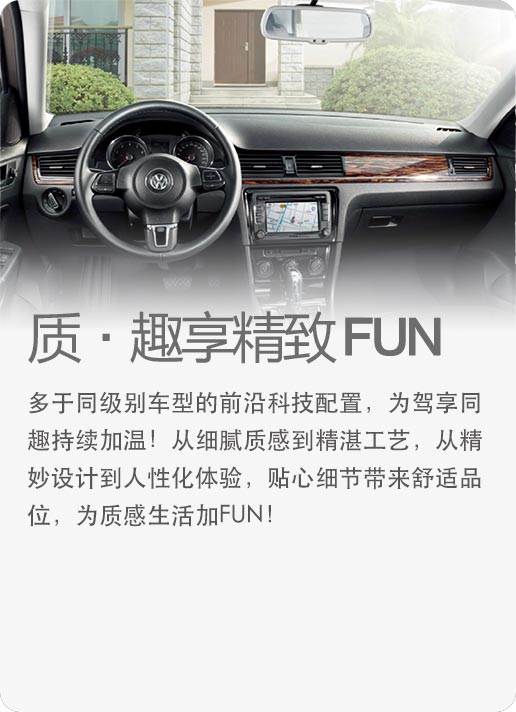 质·趣享精致 FUN
多于同级别车型的前沿科技配置，为驾享同
趣持续加温！从细腻质感到精湛工艺，从精
妙设计到人性化体验，贴心细节带来舒适品
位，为质感生活加FUN！